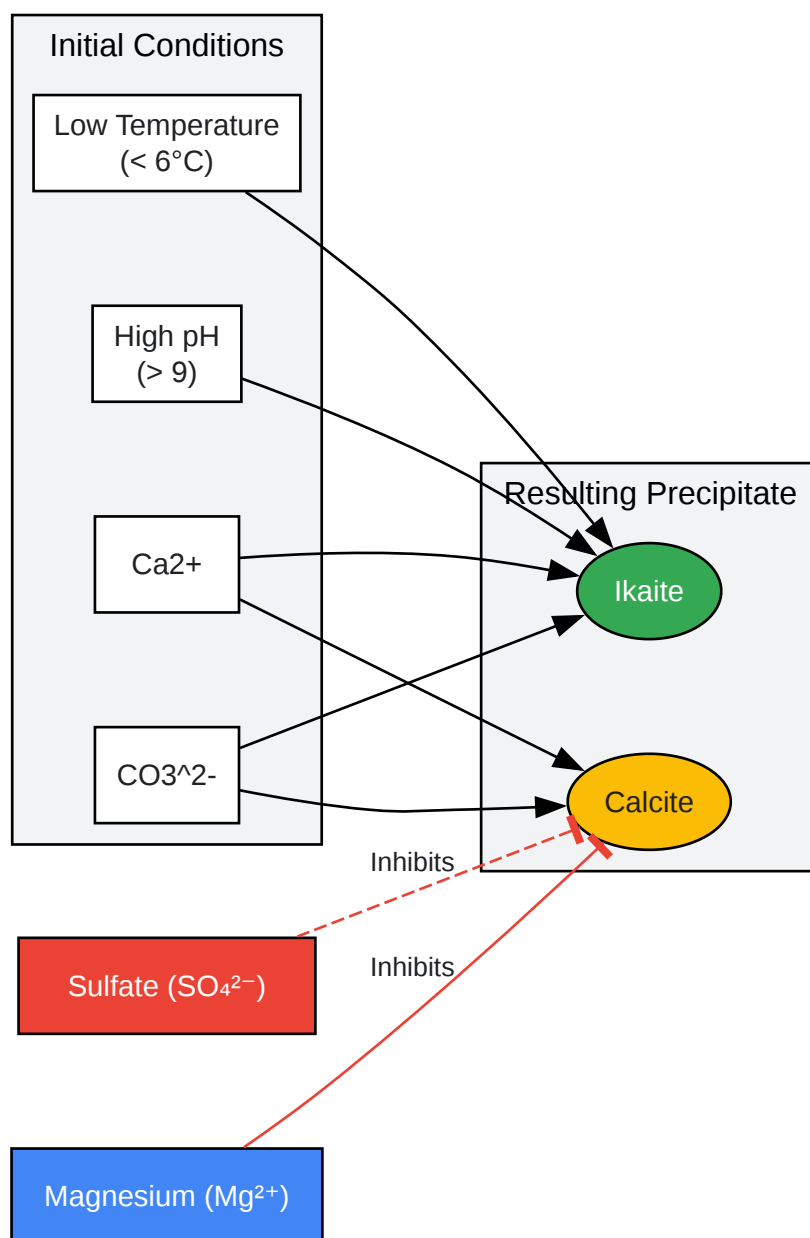 Initial Conditions
Low Temperature
(< 6°C)
High pH
(> 9)
Resulting Precipitate
Ca2+
Ikaite
CO3^2-
Calcite
Inhibits
Sulfate (SO₄²⁻)
Inhibits
Magnesium (Mg²⁺)